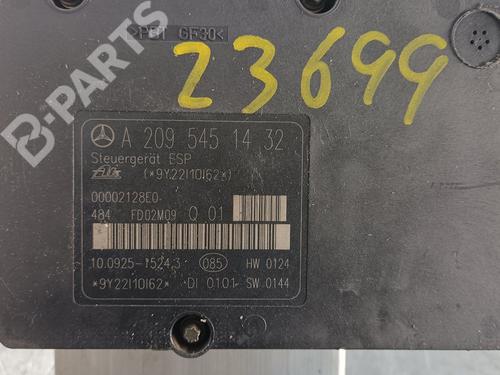 >PBT GF30<
23699
B-PARTS
A 209 545 14 32
Steuergerät ESP
(*9Y22I10I62*)
00002128E0
484 FD02M09 Q 01
10.0925-1524.3 085 HW 0124
*9Y22I10I62* DI 0101 SW 0144
B-PARTS